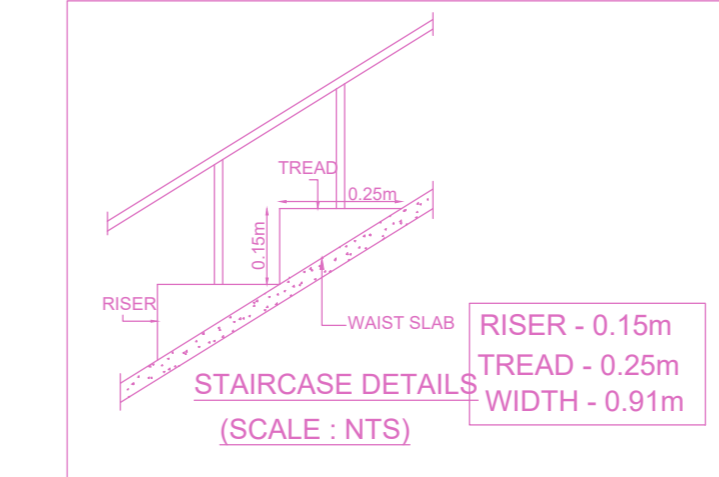 TREAD
0.25m
0.15m
RISER
WAIST SLAB
STAIRCASE DETAILS
(SCALE : NTS)
RISER - 0.15m
TREAD - 0.25m
WIDTH - 0.91m